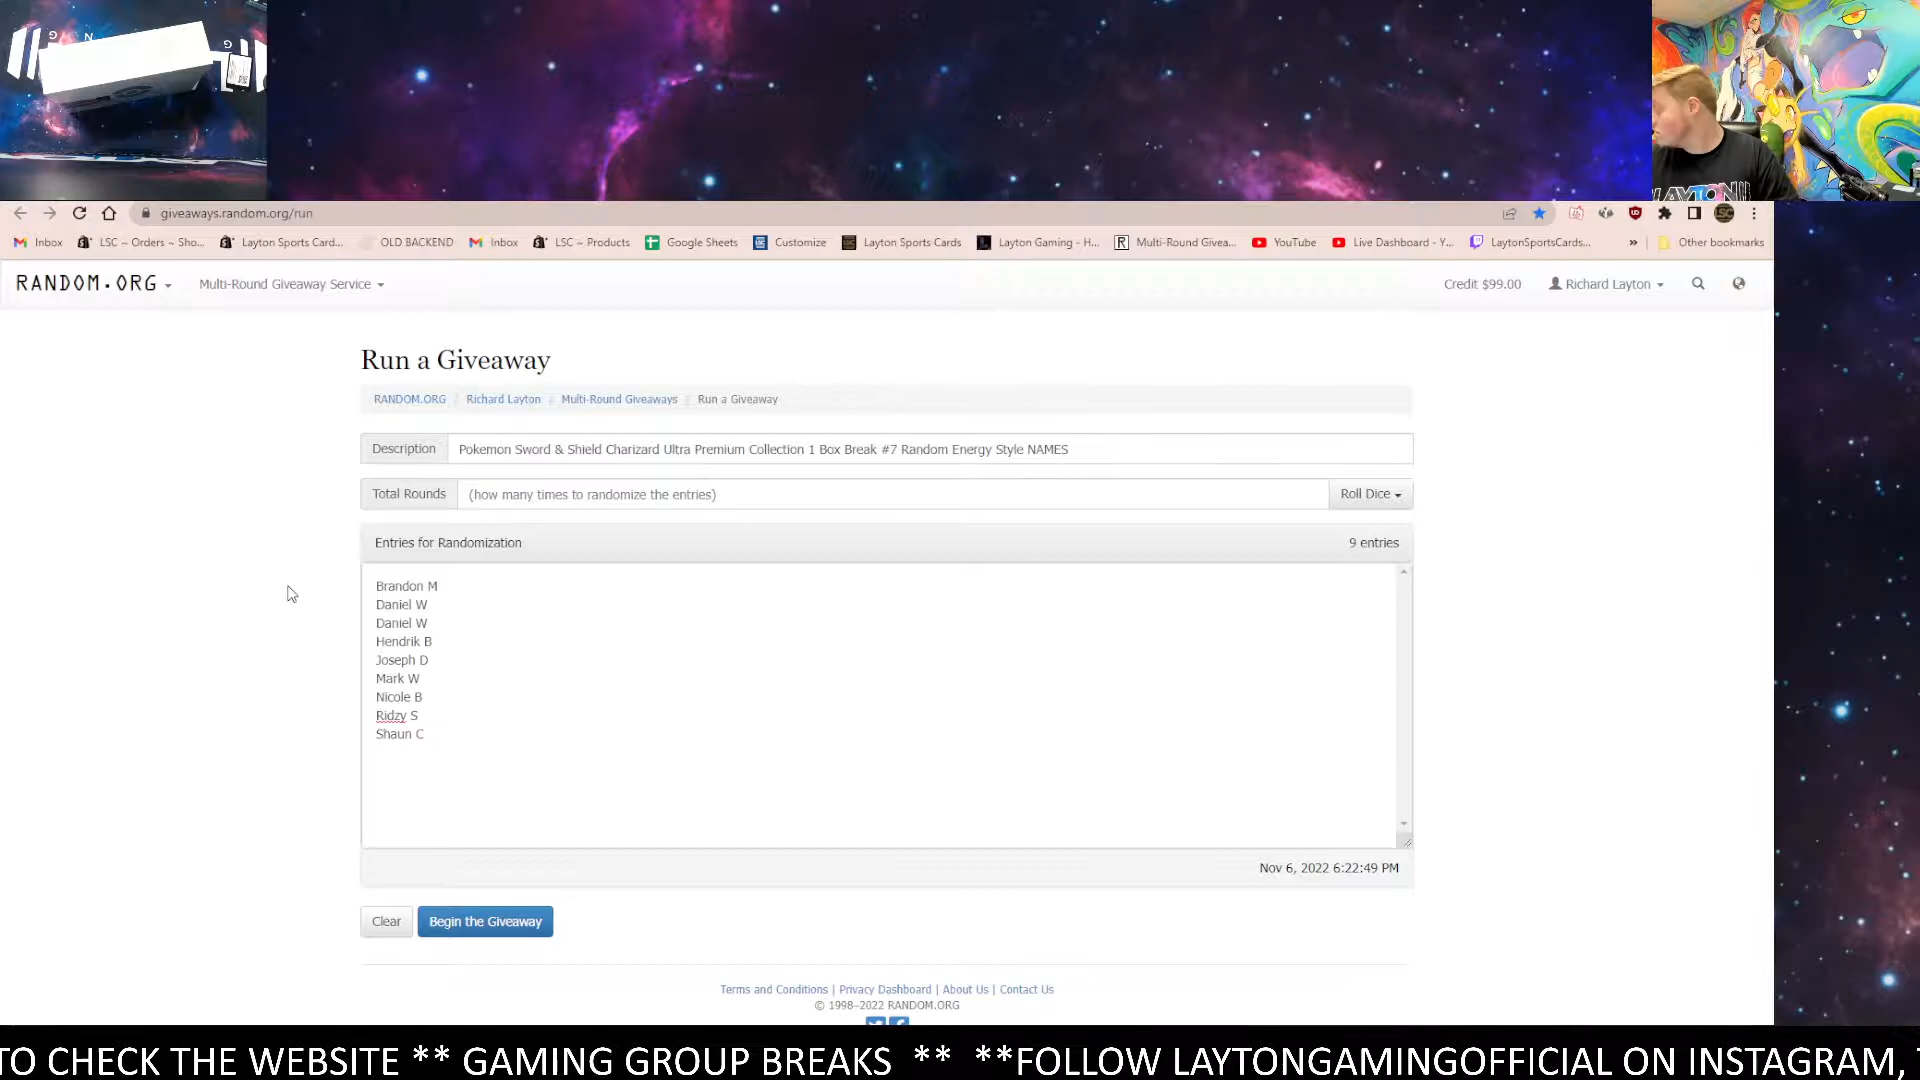 G N G
LAYTON
giveaways.random.org/run
Inbox LSC ~ Orders ~ Sho... Layton Sports Card... OLD BACKEND Inbox LSC ~ Products Google Sheets Customize Layton Sports Cards Layton Gaming - H... Multi-Round Givea... YouTube Live Dashboard - Y... LaytonSportsCards... » Other bookmarks
RANDOM.ORG Multi-Round Giveaway Service Credit $99.00 Richard Layton
Run a Giveaway
RANDOM.ORG / Richard Layton / Multi-Round Giveaways / Run a Giveaway
Description Pokemon Sword & Shield Charizard Ultra Premium Collection 1 Box Break #7 Random Energy Style NAMES
Total Rounds (how many times to randomize the entries) Roll Dice
Entries for Randomization 9 entries
Brandon M
Daniel W
Daniel W
Hendrik B
Joseph D
Mark W
Nicole B
Ridzy S
Shaun C
Nov 6, 2022 6:22:49 PM
Clear Begin the Giveaway
Terms and Conditions | Privacy Dashboard | About Us | Contact Us
© 1998–2022 RANDOM.ORG
TO CHECK THE WEBSITE ** GAMING GROUP BREAKS ** **FOLLOW LAYTONGAMINGOFFICIAL ON INSTAGRAM,